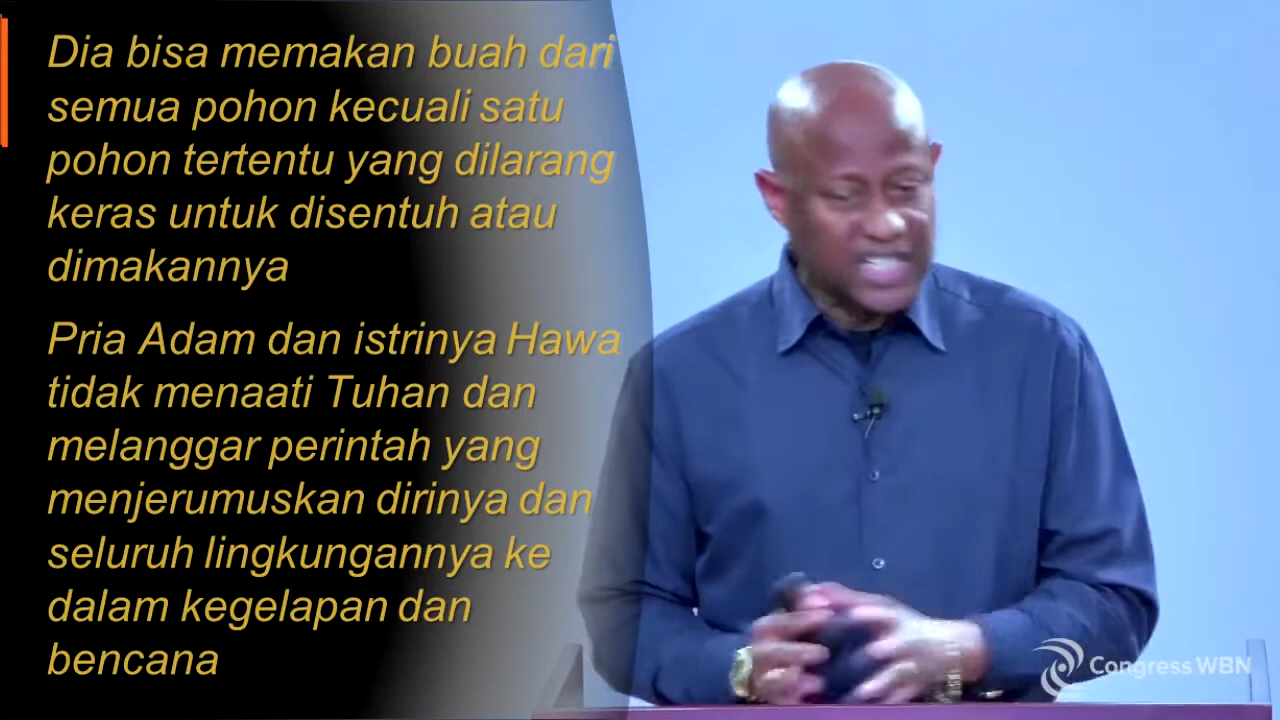 Dia bisa memakan buah dari
semua pohon kecuali satu
pohon tertentu yang dilarang
keras untuk disentuh atau
dimakannya
Pria Adam dan istrinya Hawa
tidak menaati Tuhan dan
melanggar perintah yang
menjerumuskan dirinya dan
seluruh lingkungannya ke
dalam kegelapan dan
bencana
Congress WBN